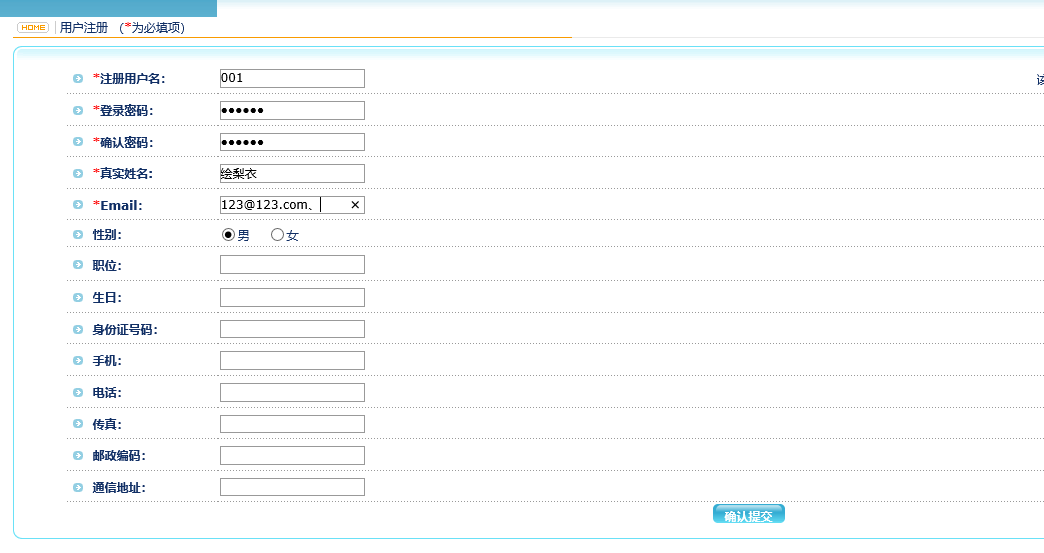 HOME 用户注册 (*为必填项)
*注册用户名: 001
*登录密码: ●●●●●●
*确认密码: ●●●●●●
*真实姓名: 绘梨衣
*Email: 123@123.com、 ×
性别: 男 女
职位:
生日:
身份证号码:
手机:
电话:
传真:
邮政编码:
通信地址:
确认提交